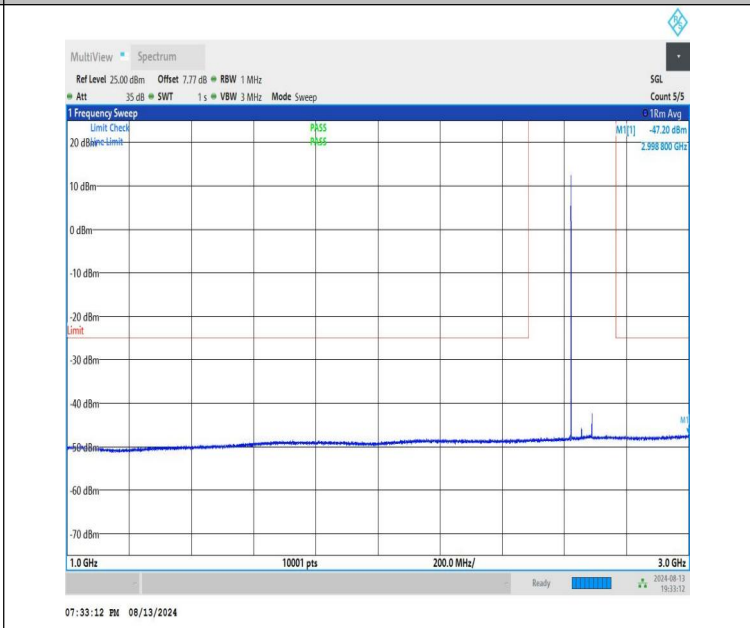 R S
MultiView Spectrum
Ref Level 25.00 dBm Offset 7.77 dB RBW 1 MHz SGL
Att 35 dB SWT 1 s VBW 3 MHz Mode Sweep Count 5/5
1 Frequency Sweep 1Rm Avg
Limit Check PASS M1[1] -47.20 dBm
Line Limit PASS 2.998 800 GHz
20 dBm
10 dBm
0 dBm
-10 dBm
-20 dBm
Limit
-30 dBm
-40 dBm
M1
-50 dBm
-60 dBm
-70 dBm
1.0 GHz 10001 pts 200.0 MHz/ 3.0 GHz
Ready 2024-08-13
19:33:12
07:33:12 PM 08/13/2024